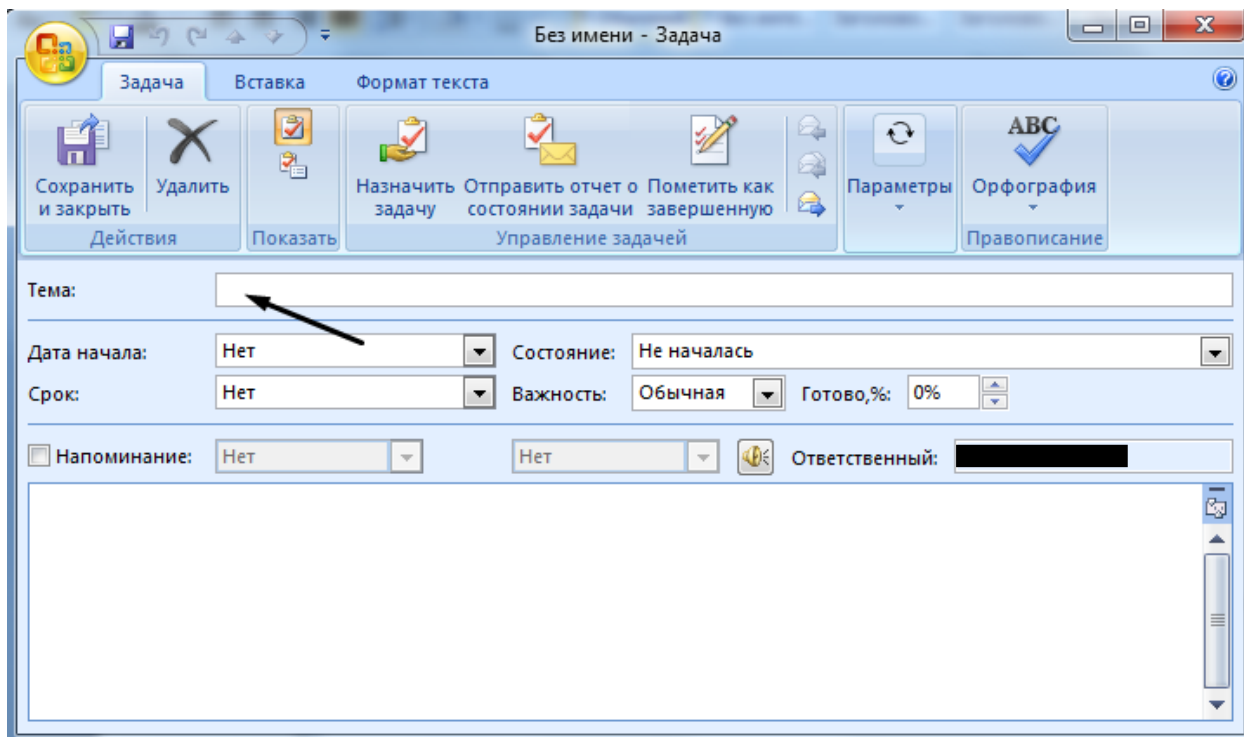 Без имени - Задача
Задача Вставка Формат текста
Сохранить и закрыть
Удалить
Назначить задачу
Отправить отчет о состоянии задачи
Пометить как завершенную
Параметры
ABC
Орфография
Действия Показать Управление задачей Правописание
Тема:
Дата начала: Нет Состояние: Не началась
Срок: Нет Важность: Обычная Готово,%: 0%
Напоминание: Нет Нет Ответственный: